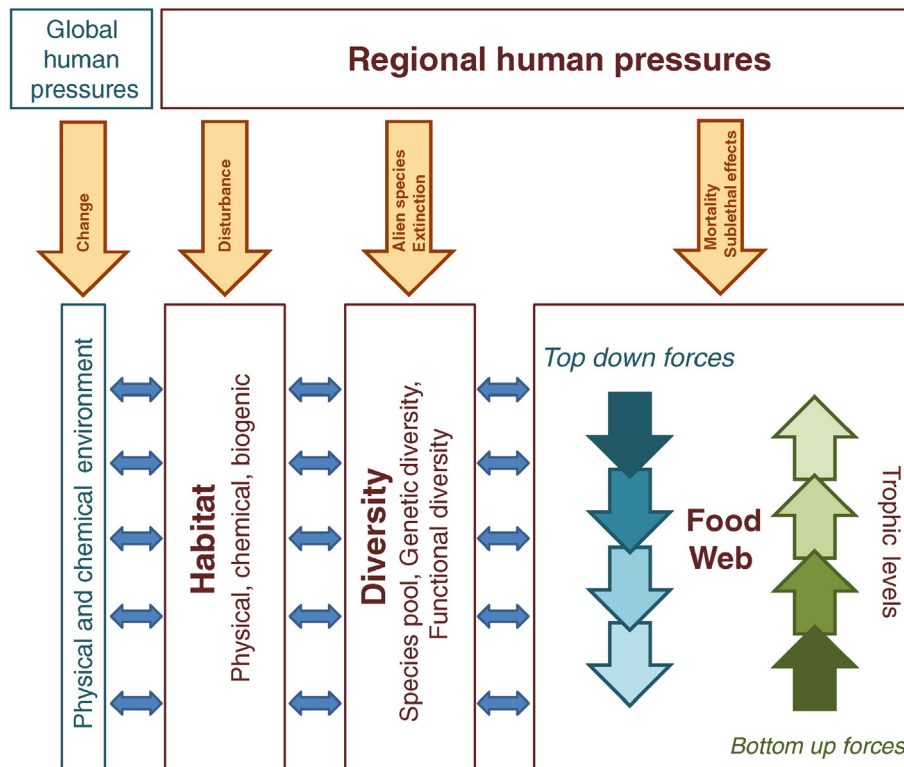 Global
human
pressures
Regional human pressures
Change
Disturbance
Alien species
Extinction
Mortality
Sublethal effects
Physical and chemical environment
Habitat
Physical, chemical, biogenic
Diversity
Species pool, Genetic diversity,
Functional diversity
Top down forces
Food
Web
Trophic levels
Bottom up forces